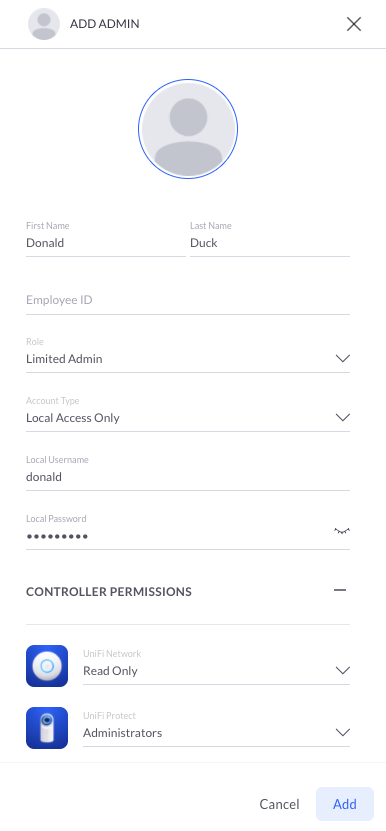 ADD ADMIN
First Name Last Name
Donald Duck
Employee ID
Role
Limited Admin
Account Type
Local Access Only
Local Username
donald
Local Password
•••••••••
CONTROLLER PERMISSIONS
UniFi Network
Read Only
UniFi Protect
Administrators
Cancel Add